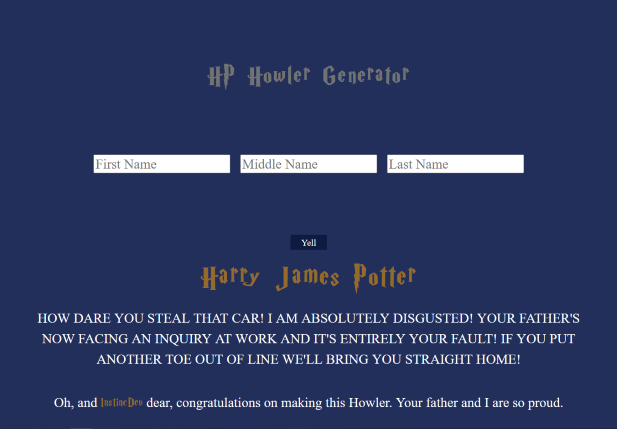 HP Howler Generator
First Name Middle Name Last Name
Yell
Harry James Potter
HOW DARE YOU STEAL THAT CAR! I AM ABSOLUTELY DISGUSTED! YOUR FATHER'S
NOW FACING AN INQUIRY AT WORK AND IT'S ENTIRELY YOUR FAULT! IF YOU PUT
ANOTHER TOE OUT OF LINE WE'LL BRING YOU STRAIGHT HOME!
Oh, and dear, congratulations on making this Howler. Your father and I are so proud.